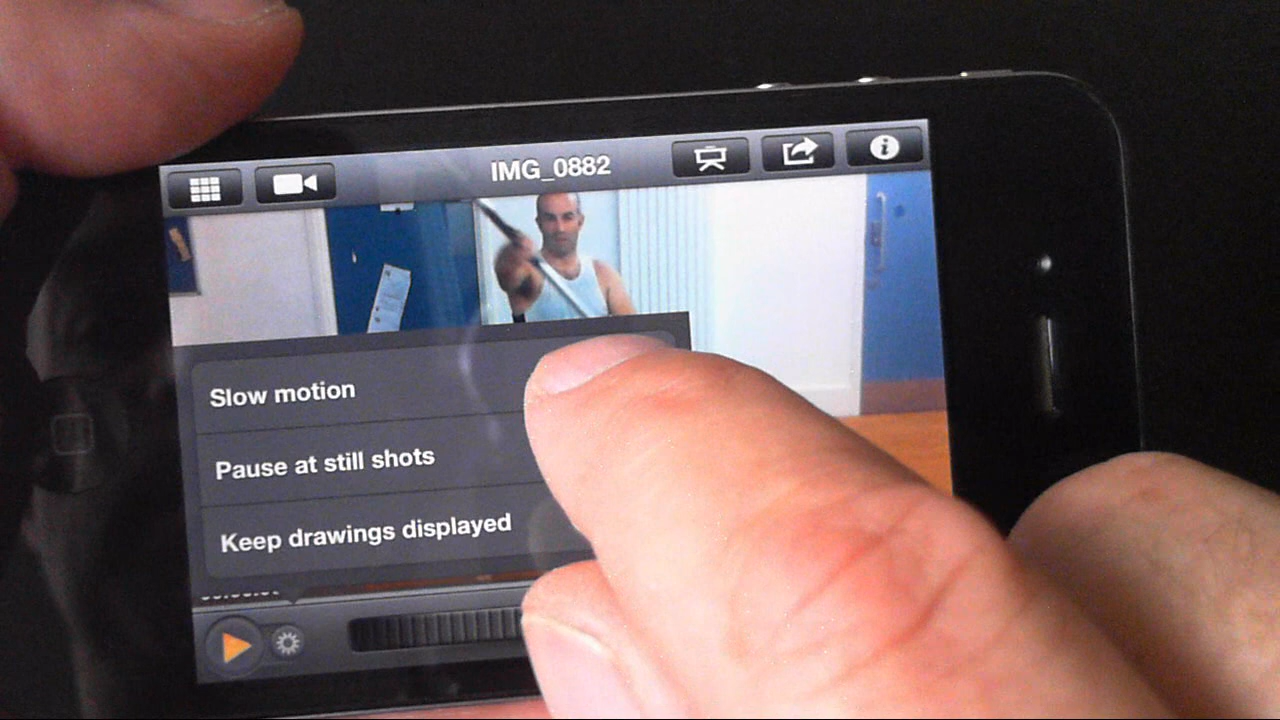 IMG_0882
Slow motion
Pause at still shots
Keep drawings displayed